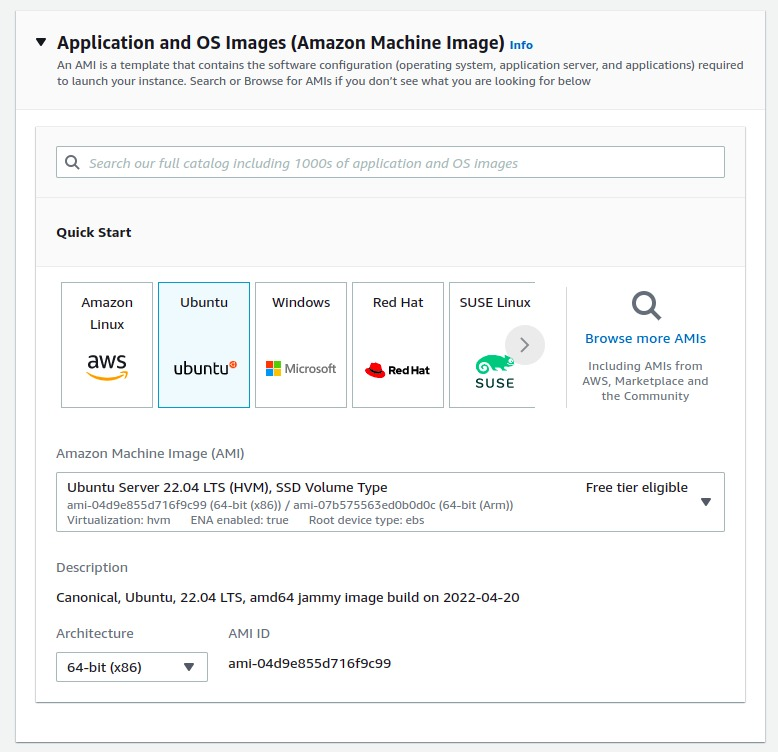 Application and OS Images (Amazon Machine Image) Info
An AMI is a template that contains the software configuration (operating system, application server, and applications) required
to launch your instance. Search or Browse for AMIs if you don't see what you are looking for below
Search our full catalog including 1000s of application and OS images
Quick Start
Amazon
Linux
aws
Ubuntu
ubuntu
Windows
Microsoft
Red Hat
Red Hat
SUSE Linux
SUSE
Browse more AMIs
Including AMIs from
AWS, Marketplace and
the Community
Amazon Machine Image (AMI)
Ubuntu Server 22.04 LTS (HVM), SSD Volume Type
Free tier eligible
ami-04d9e855d716f9c99 (64-bit (x86)) / ami-07b575563ed0b0d0c (64-bit (Arm))
Virtualization: hvm ENA enabled: true Root device type: ebs
Description
Canonical, Ubuntu, 22.04 LTS, amd64 jammy image build on 2022-04-20
Architecture
64-bit (x86)
AMI ID
ami-04d9e855d716f9c99